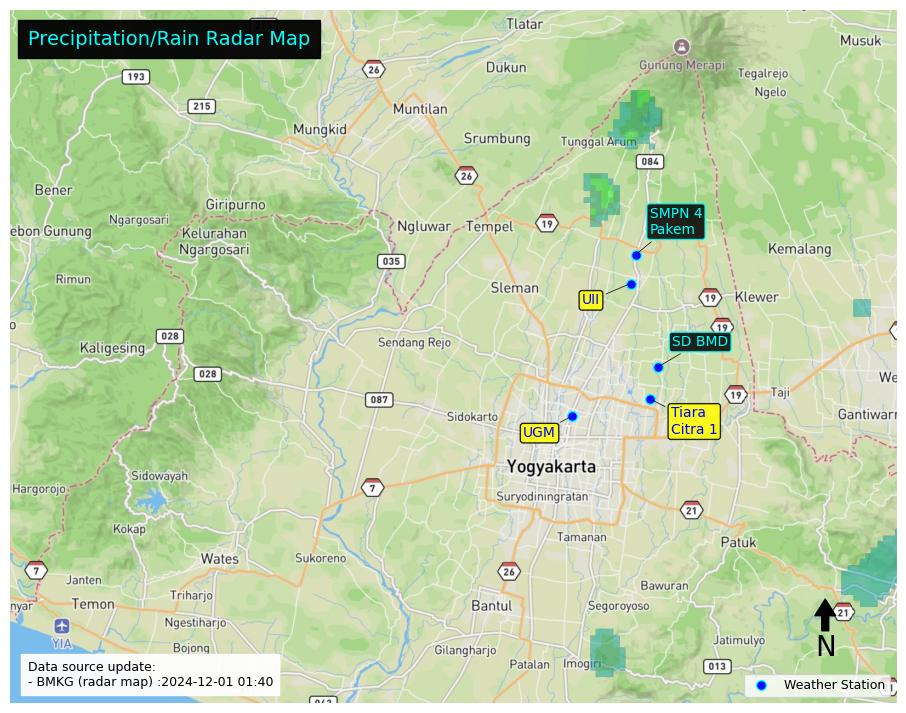 Precipitation/Rain Radar Map
Tlatar
Musuk
26
Gunung Merapi
Dukun
Tegalrejo
193
Ngelo
215
Muntilan
Mungkid
Srumbung
Tunggal Arum
084
26
Bener
Giripurno
SMPN 4
Pakem
Ngargosari
Ngluwar
Tempel
19
ebon Gunung
Kelurahan
Ngargosari
Kemalang
035
Rimun
Sleman
UII
19
Klewer
028
19
Kaligesing
Sendang Rejo
SD BMD
028
We
087
19
Taji
Sidokarto
Tiara
Citra 1
Gantiwarn
UGM
Yogyakarta
Sidowayah
Hargorojo
7
Suryodiningratan
21
Kokap
Tamanan
Patuk
Wates
Sukoreno
7
26
Janten
Bawuran
Triharjo
nyar
Temon
Bantul
Segoroyoso
21
Ngestiharjo
YIA
Bojong
Gilangharjo
Jatimulyo
N
Patalan
Imogiri
013
Data source update:
- BMKG (radar map) :2024-12-01 01:40
Weather Station